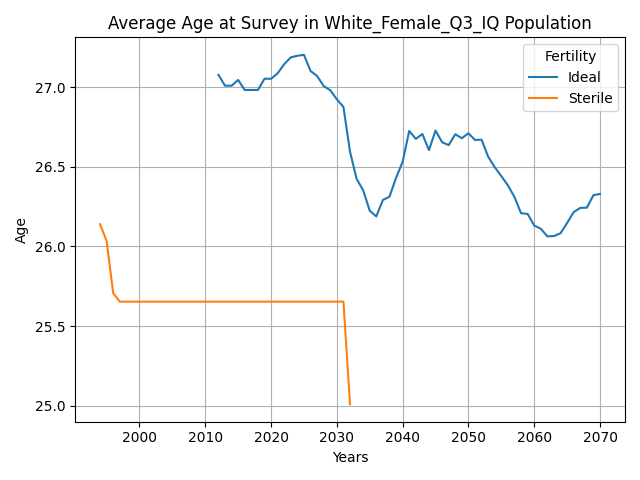 Average Age at Survey in White_Female_Q3_IQ Population
Fertility
Ideal
Sterile
Age
27.0
26.5
26.0
25.5
25.0
2000 2010 2020 2030 2040 2050 2060 2070
Years